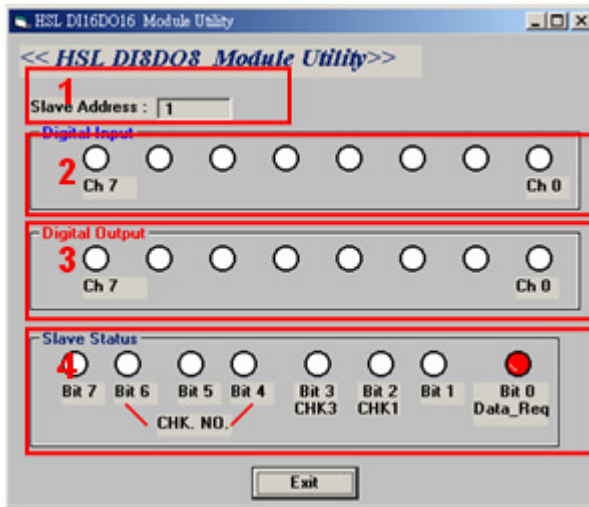 HSL DI16DO16 Module Utility
<< HSL DI8DO8 Module Utility>>
1
Slave Address : 1
Digital Input
2
Ch 7 Ch 0
Digital Output
3
Ch 7 Ch 0
Slave Status
4
Bit 7 Bit 6 Bit 5 Bit 4 Bit 3 Bit 2 Bit 1 Bit 0
CHK3 CHK1 Data_Req
CHK. NO.
Exit